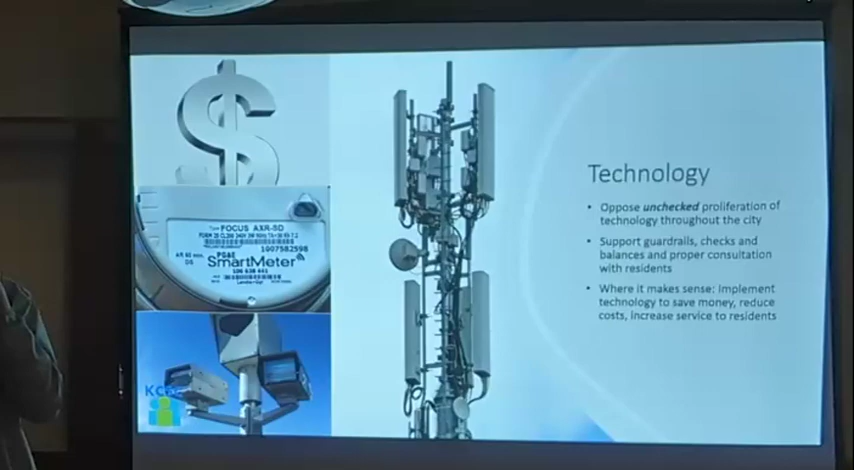 Technology
• Oppose unchecked proliferation of
technology throughout the city
• Support guardrails, checks and
balances and proper consultation
with residents
• Where it makes sense: Implement
technology to save money, reduce
costs, increase service to residents
$
FOCUS AXR-SD
1007582598
PG&E
SmartMeter